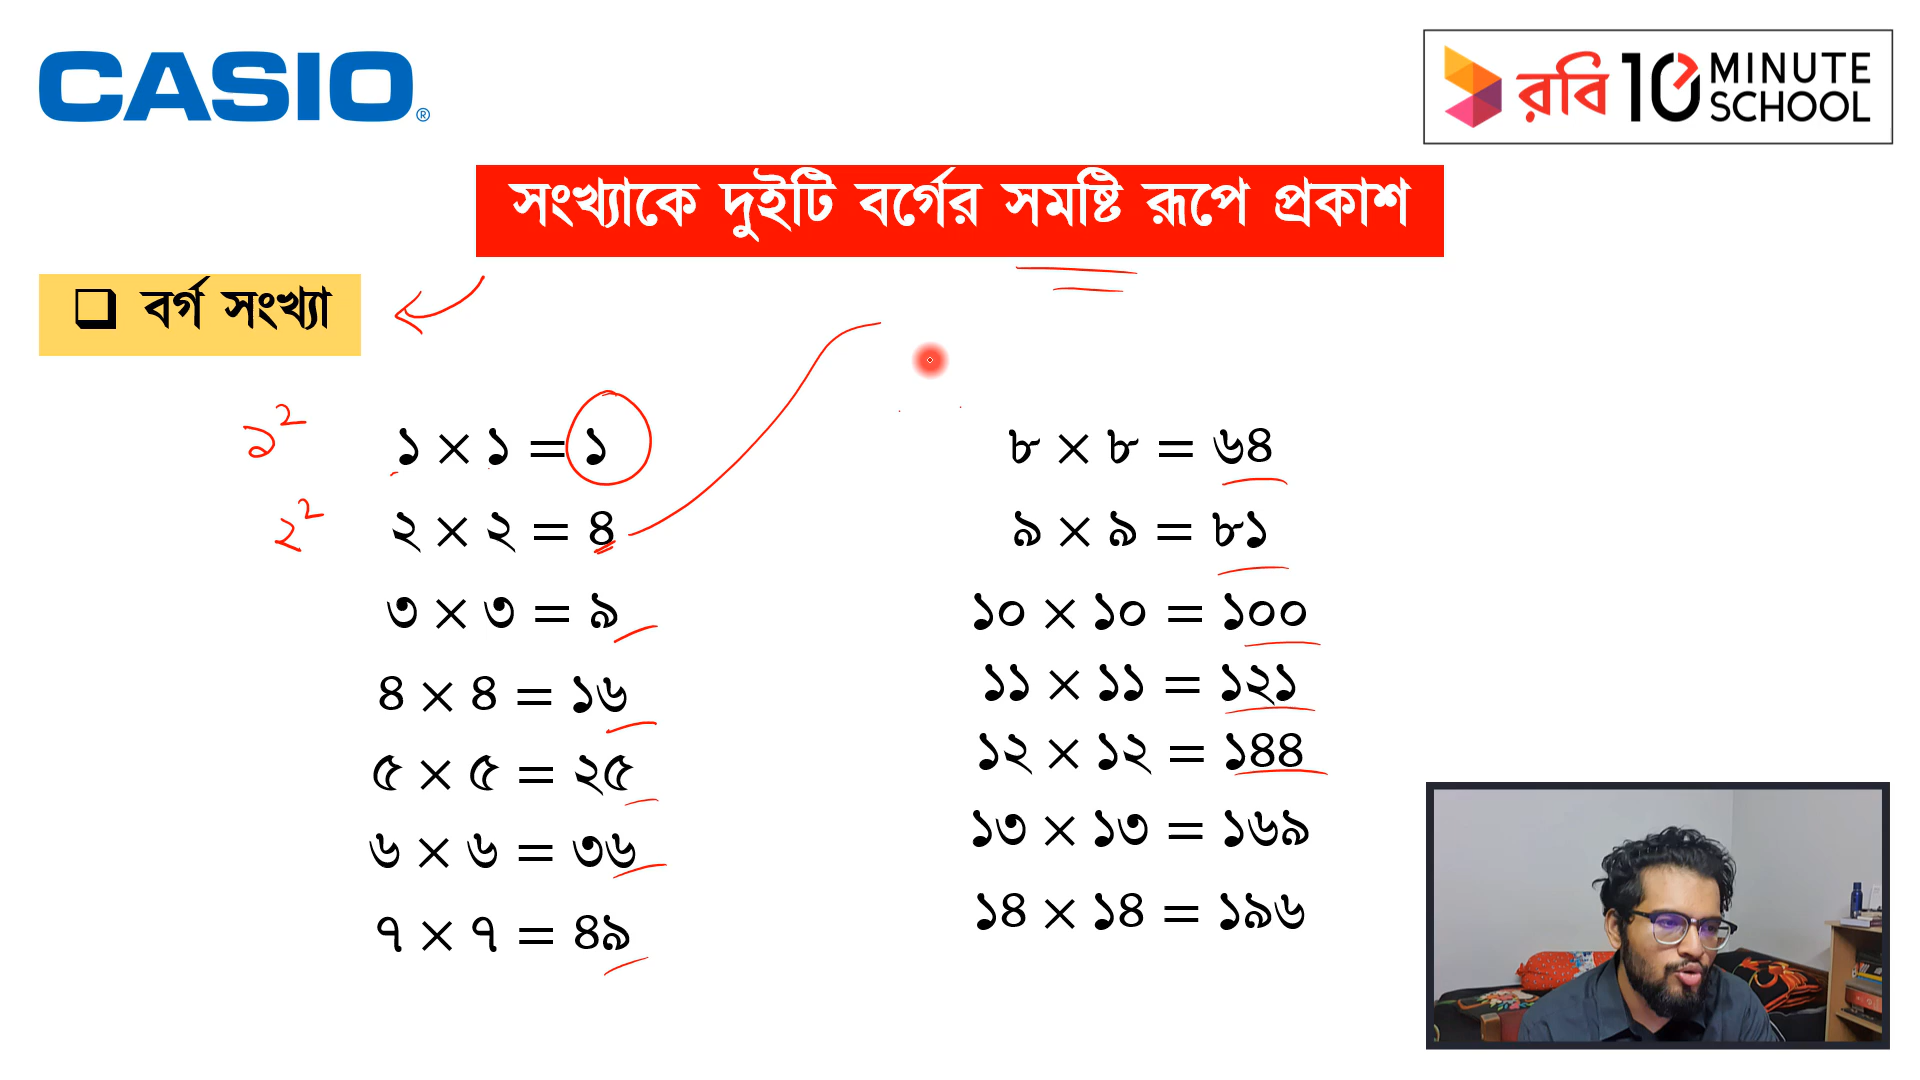 CASIO®
রবি 10 MINUTE SCHOOL
সংখ্যাকে দুইটি বর্গের সমষ্টি রূপে প্রকাশ
❑ বর্গ সংখ্যা
১² ১ × ১ = ১
২² ২ × ২ = ৪
৩ × ৩ = ৯
৪ × ৪ = ১৬
৫ × ৫ = ২৫
৬ × ৬ = ৩৬
৭ × ৭ = ৪৯
৮ × ৮ = ৬৪
৯ × ৯ = ৮১
১০ × ১০ = ১০০
১১ × ১১ = ১২১
১২ × ১২ = ১৪৪
১৩ × ১৩ = ১৬৯
১৪ × ১৪ = ১৯৬